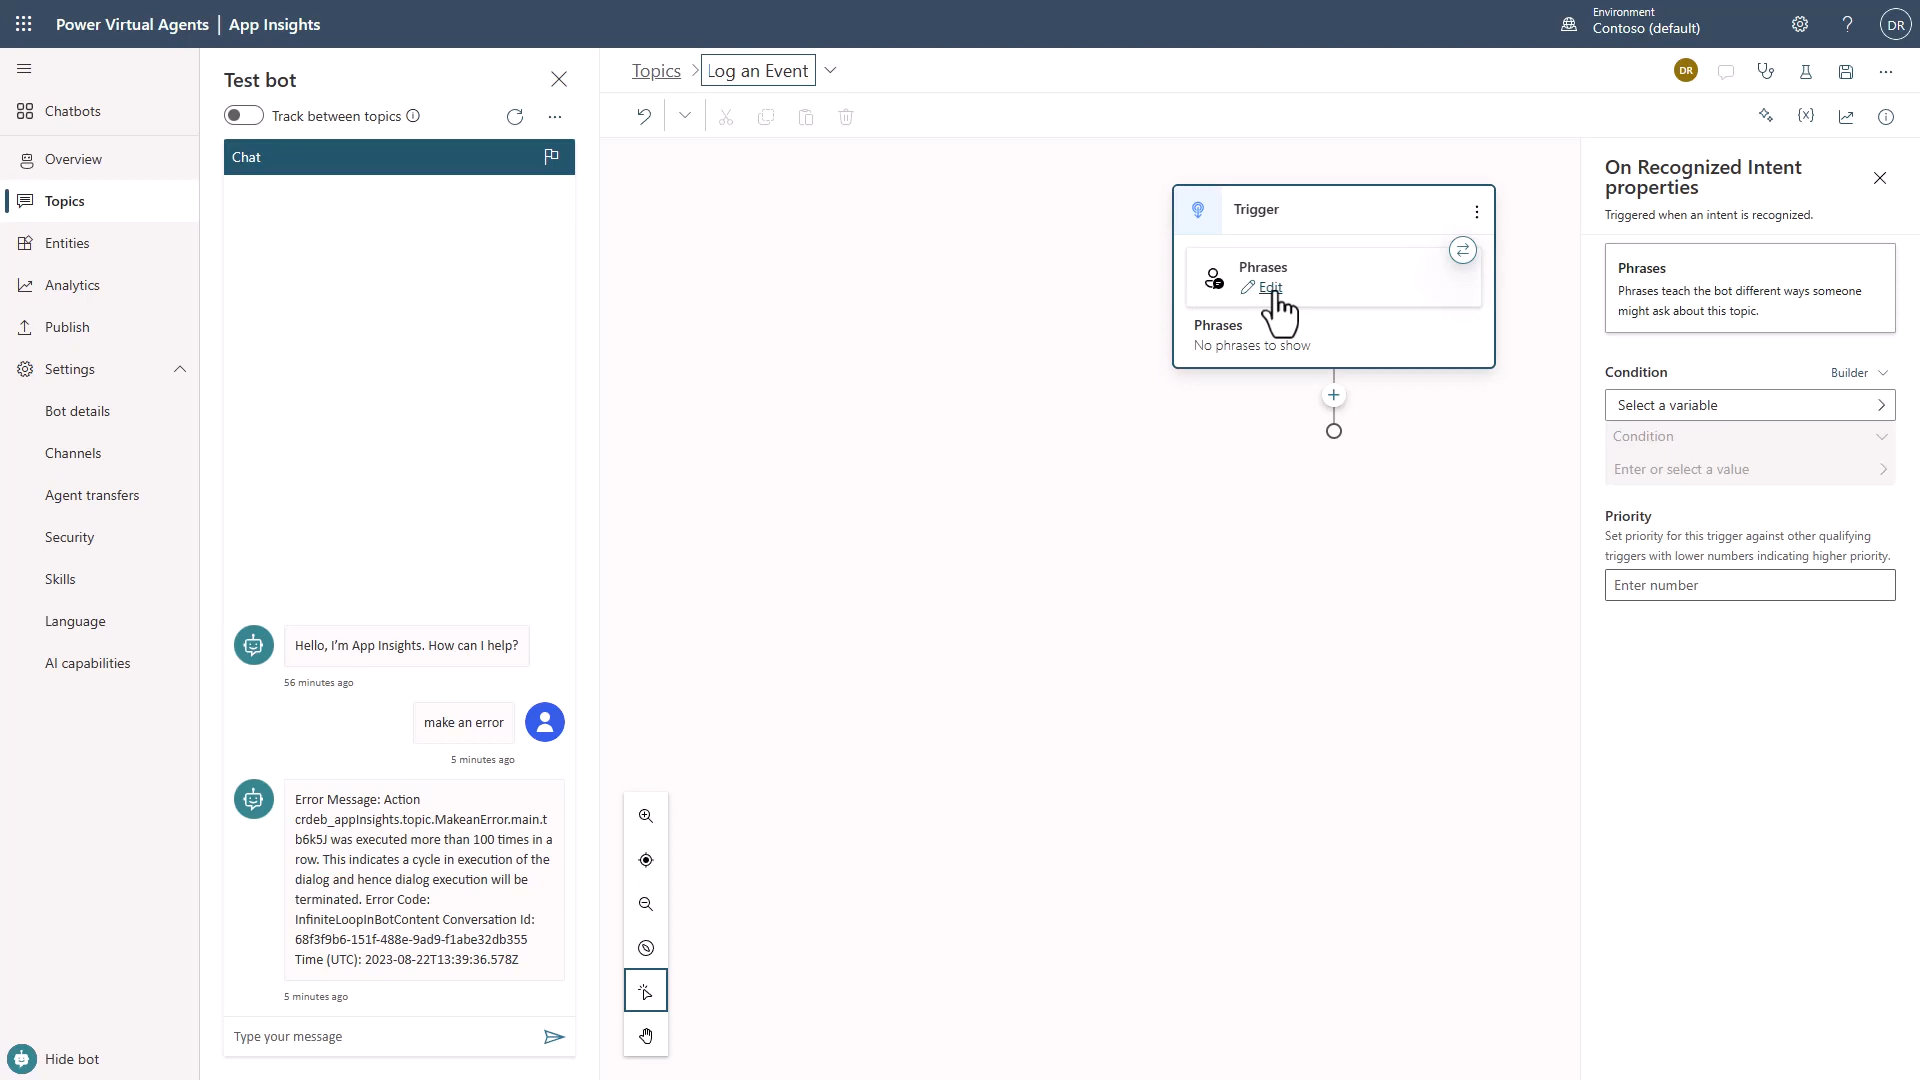 Power Virtual Agents | App Insights
Environment
Contoso (default)
DR
Chatbots
Overview
Topics
Entities
Analytics
Publish
Settings
Bot details
Channels
Agent transfers
Security
Skills
Language
AI capabilities
Hide bot
Test bot
Track between topics
Chat
Hello, I'm App Insights. How can I help?
56 minutes ago
make an error
5 minutes ago
Error Message: Action
crdeb_appInsights.topic.MakeanError.main.t
b6k5J was executed more than 100 times in a
row. This indicates a cycle in execution of the
dialog and hence dialog execution will be
terminated. Error Code:
InfiniteLoopInBotContent Conversation Id:
68f3f9b6-151f-488e-9ad9-f1abe32db355
Time (UTC): 2023-08-22T13:39:36.578Z
5 minutes ago
Type your message
Topics > Log an Event
DR
{x}
Trigger
Phrases
Edit
Phrases
No phrases to show
On Recognized Intent
properties
Triggered when an intent is recognized.
Phrases
Phrases teach the bot different ways someone
might ask about this topic.
Condition
Builder
Select a variable
Condition
Enter or select a value
Priority
Set priority for this trigger against other qualifying
triggers with lower numbers indicating higher priority.
Enter number